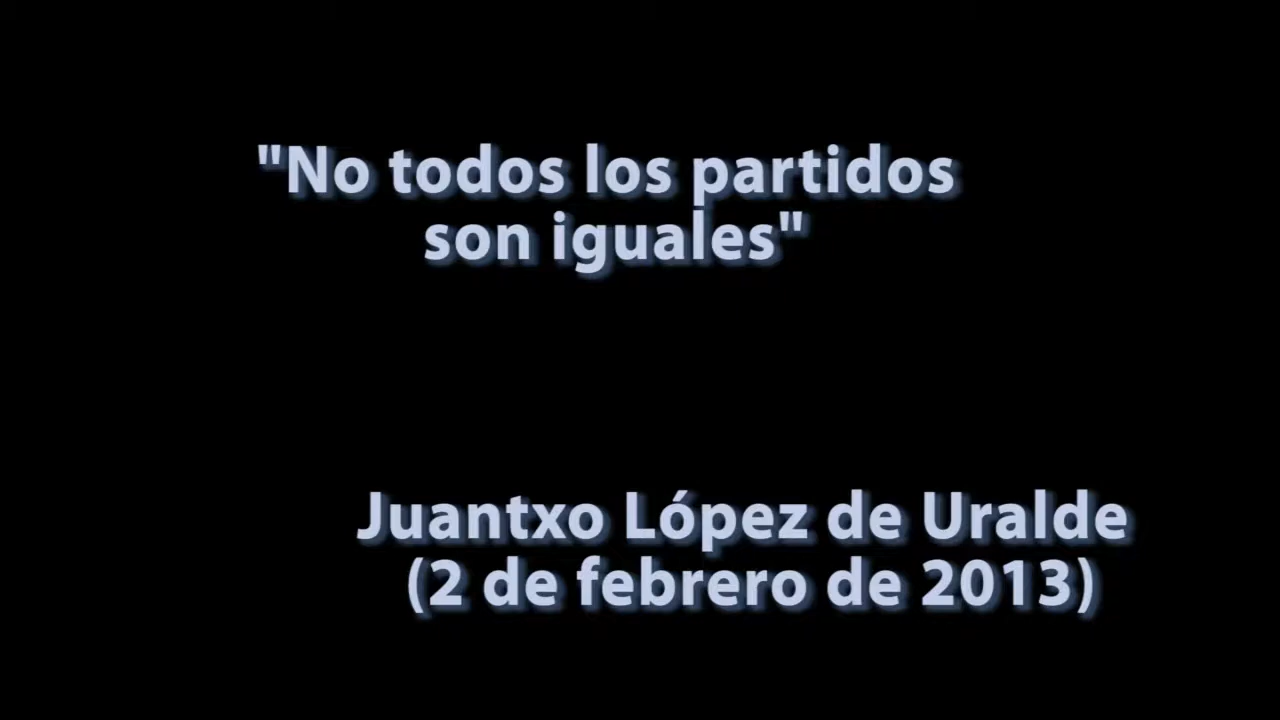 "No todos los partidos
son iguales"
Juantxo López de Uralde
(2 de febrero de 2013)